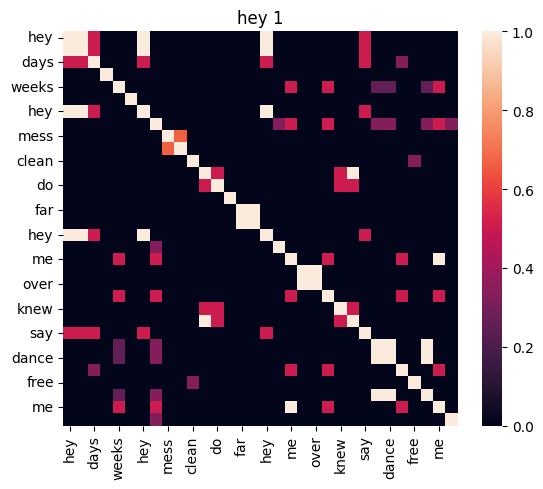 hey 1
hey
days
weeks
hey
mess
clean
do
far
hey
me
over
knew
say
dance
free
me
hey
days
weeks
hey
mess
clean
do
far
hey
me
over
knew
say
dance
free
me
1.0
0.8
0.6
0.4
0.2
0.0